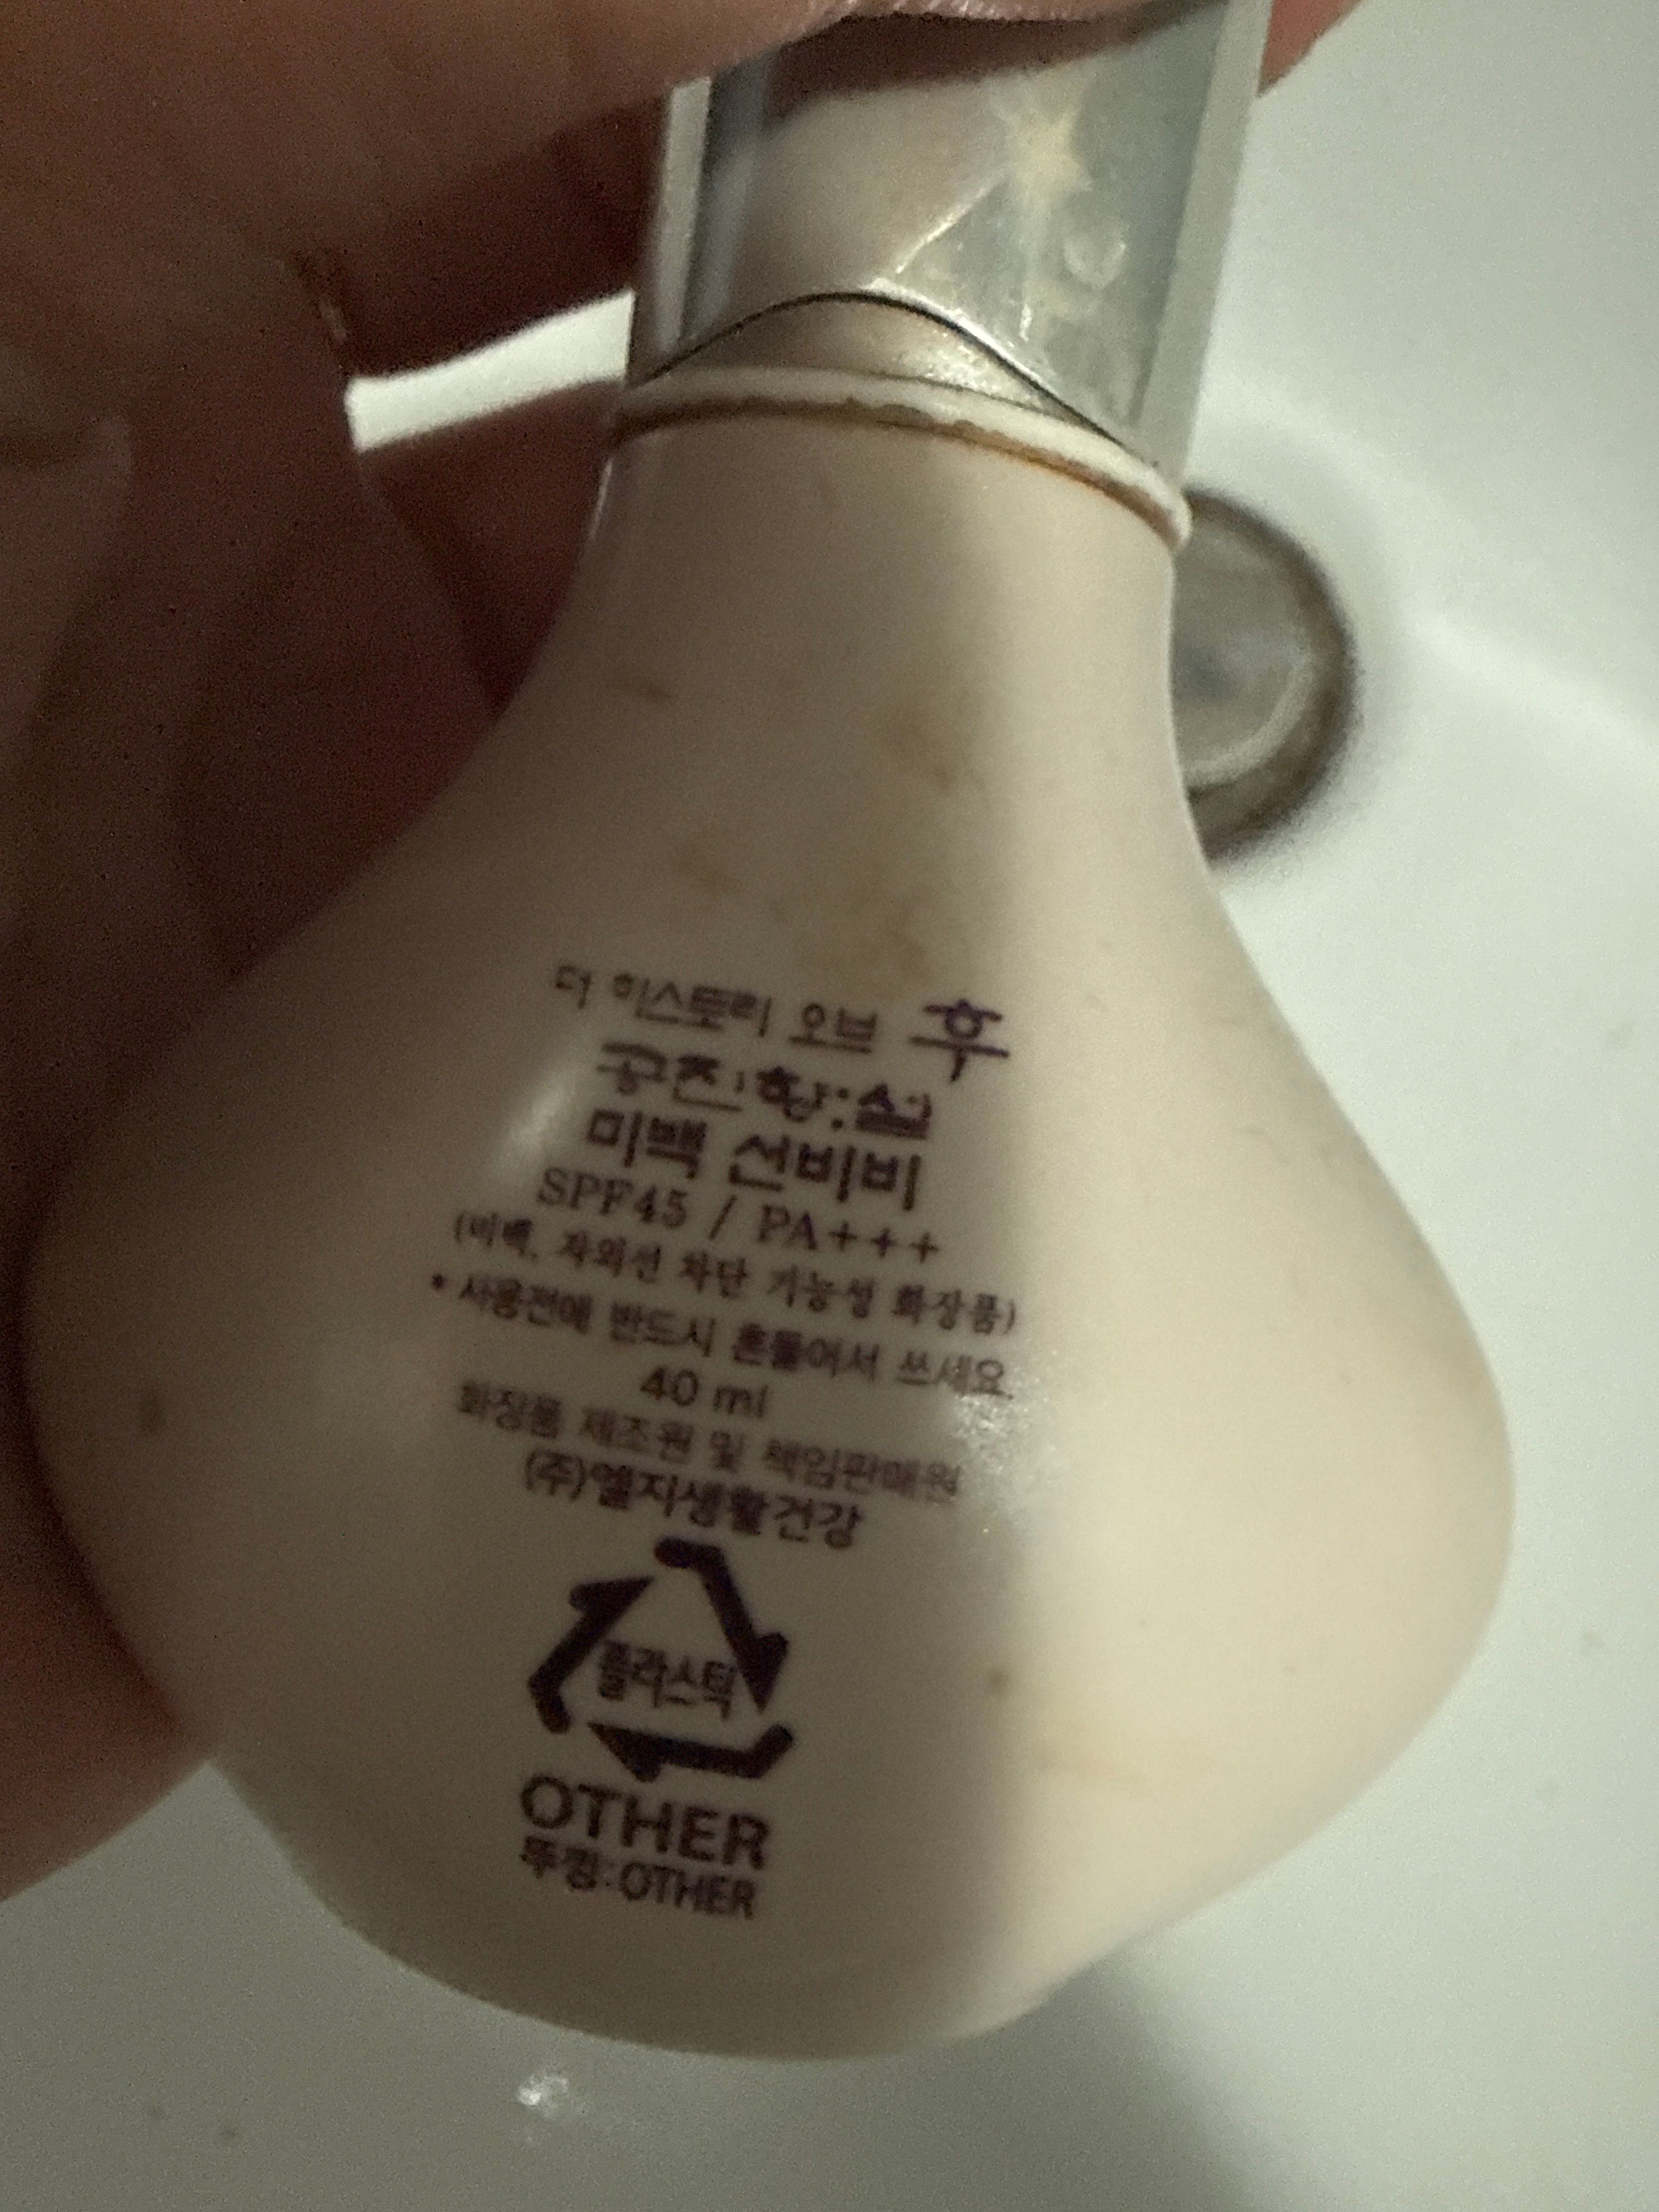 더 히스토리 오브 후
공진향:설
미백 선비비
SPF45 / PA+++
(미백, 자외선 차단 기능성 화장품)
* 사용전에 반드시 흔들어서 쓰세요.
40 ml
화장품 제조원 및 책임판매원
(주)엘지생활건강
플라스틱
OTHER
뚜껑:OTHER